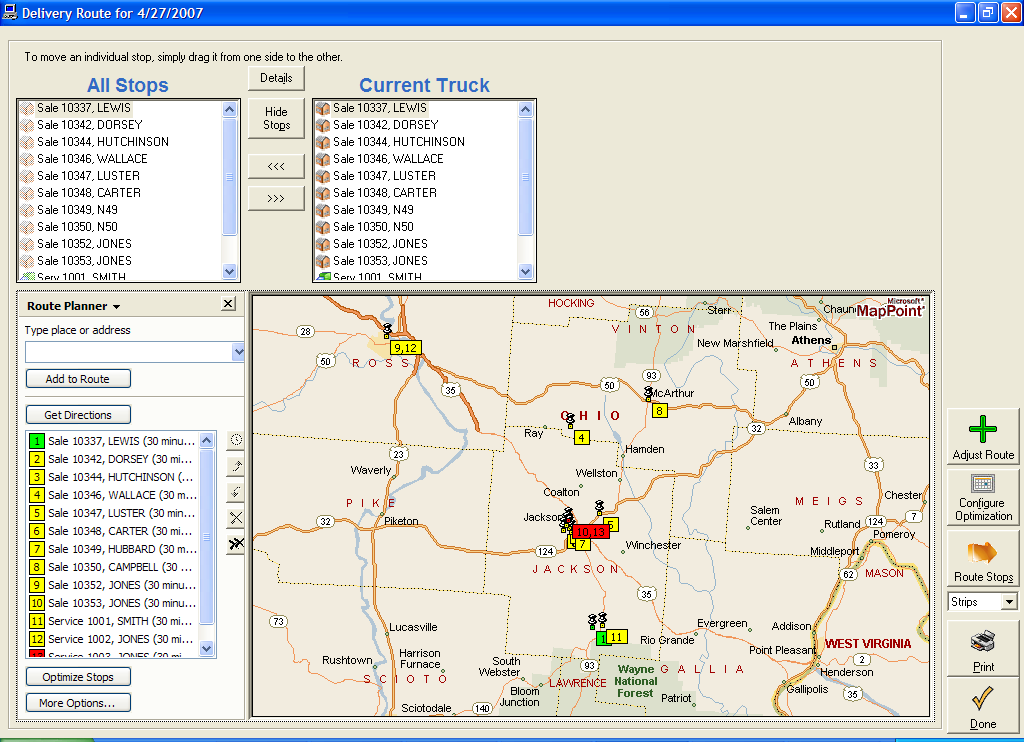 Delivery Route for 4/27/2007
To move an individual stop, simply drag it from one side to the other.
All Stops
Details
Current Truck
Sale 10337, LEWIS
Sale 10342, DORSEY
Sale 10344, HUTCHINSON
Sale 10346, WALLACE
Sale 10347, LUSTER
Sale 10348, CARTER
Sale 10349, N49
Sale 10350, N50
Sale 10352, JONES
Sale 10353, JONES
Serv 1001, SMITH
Hide
Stops
<<<
>>>
Sale 10337, LEWIS
Sale 10342, DORSEY
Sale 10344, HUTCHINSON
Sale 10346, WALLACE
Sale 10347, LUSTER
Sale 10348, CARTER
Sale 10349, N49
Sale 10350, N50
Sale 10352, JONES
Sale 10353, JONES
Serv 1001, SMITH
Route Planner
Type place or address
Add to Route
Get Directions
1 Sale 10337, LEWIS (30 minu...
2 Sale 10342, DORSEY (30 mi...
3 Sale 10344, HUTCHINSON (...
4 Sale 10346, WALLACE (30 m...
5 Sale 10347, LUSTER (30 min...
6 Sale 10348, CARTER (30 min...
7 Sale 10349, HUBBARD (30 m...
8 Sale 10350, CAMPBELL (30 ...
9 Sale 10352, JONES (30 minu...
10 Sale 10353, JONES (30 minu...
11 Service 1001, SMITH (30 mi...
12 Service 1002, JONES (30 mi...
Service 1003, JONES (30 mi...
Optimize Stops
More Options...
HOCKING
56
Starr
Chaun
Microsoft®
MapPoint®
28
VINTON
The Plains
Athens
New Marshfield
9,12
50
ROSS
ATHENS
93
50
50
35
McArthur
8
OHIO
Albany
32
Ray
4
Hamden
23
Waverly
Wellston
33
Coalton
PIKE
MEIGS
Chester
Jackson
Salem
Center
7
32
Piketon
10,13
5
Rutland
124
Pomeroy
7
Winchester
124
Middleport
JACKSON
62
MASON
35
73
Lucasville
Evergreen
Addison
11
Rio Grande
WEST VIRGINIA
Point Pleasant
Rushtown
Harrison
Furnace
South
Webster
93
Wayne
National
Forest
GALLIA
2
Henderson
SCIOTO
LAWRENCE
Bloom
Junction
Patriot
Gallipolis
35
Sciotodale
140
Adjust Route
Configure
Optimization
Route Stops
Strips
Print
Done